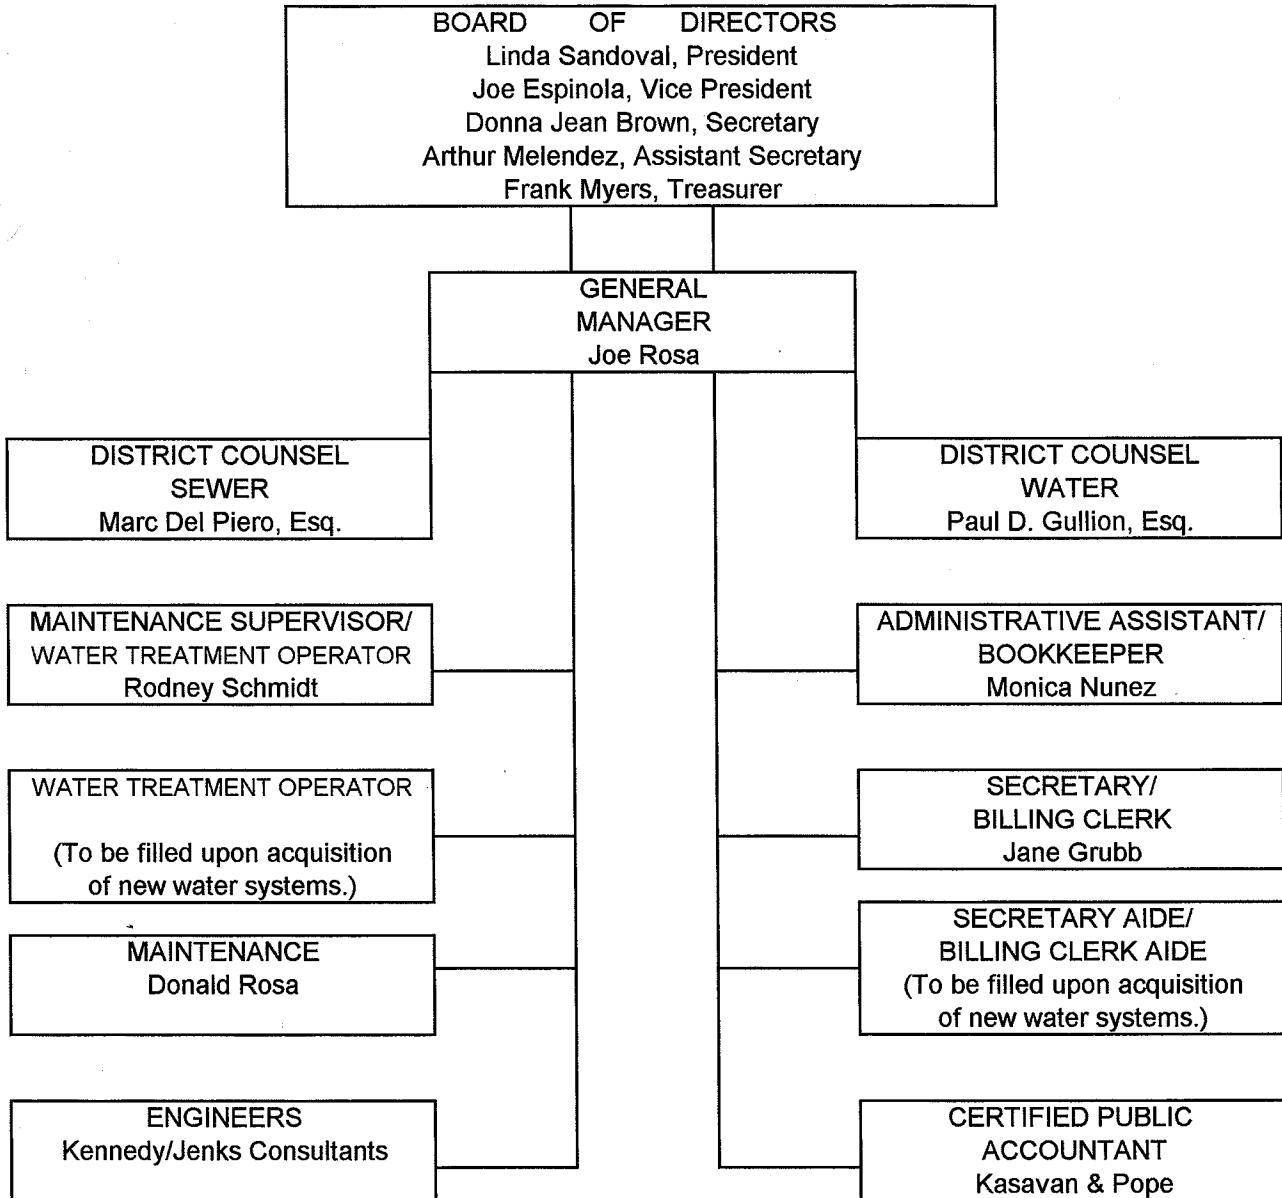 BOARD OF DIRECTORS
Linda Sandoval, President
Joe Espinola, Vice President
Donna Jean Brown, Secretary
Arthur Melendez, Assistant Secretary
Frank Myers, Treasurer
GENERAL
MANAGER
Joe Rosa
DISTRICT COUNSEL
SEWER
Marc Del Piero, Esq.
DISTRICT COUNSEL
WATER
Paul D. Gullion, Esq.
MAINTENANCE SUPERVISOR/
WATER TREATMENT OPERATOR
Rodney Schmidt
ADMINISTRATIVE ASSISTANT/
BOOKKEEPER
Monica Nunez
WATER TREATMENT OPERATOR
(To be filled upon acquisition
of new water systems.)
SECRETARY/
BILLING CLERK
Jane Grubb
MAINTENANCE
Donald Rosa
SECRETARY AIDE/
BILLING CLERK AIDE
(To be filled upon acquisition
of new water systems.)
ENGINEERS
Kennedy/Jenks Consultants
CERTIFIED PUBLIC
ACCOUNTANT
Kasavan & Pope